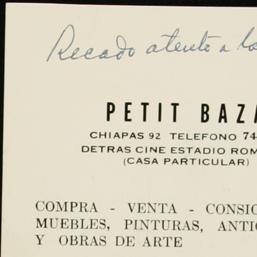 Recado atento a la
PETIT BAZA
CHIAPAS 92 TELEFONO 74
DETRAS CINE ESTADIO ROM
(CASA PARTICULAR)
COMPRA - VENTA - CONSIG
MUEBLES, PINTURAS, ANTIG
Y OBRAS DE ARTE